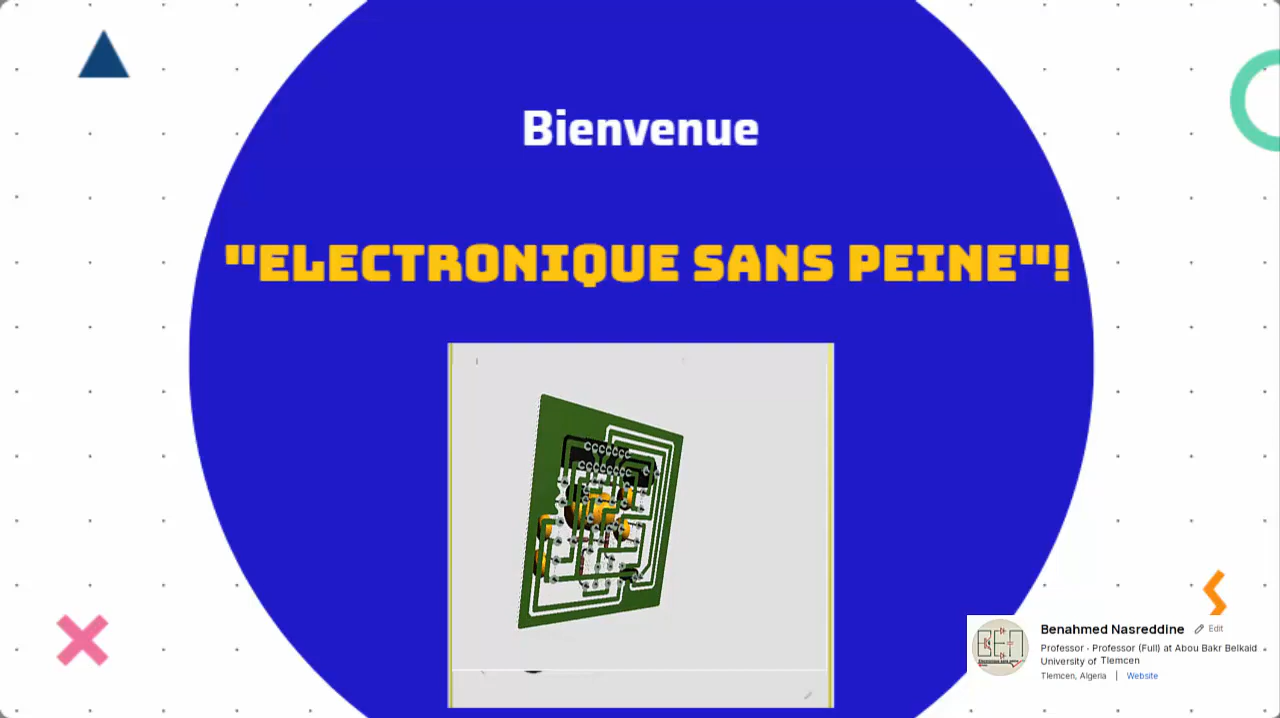 Bienvenue
"ELECTRONIQUE SANS PEINE"!
Benahmed Nasreddine Edit
Professor - Professor (Full) at Abou Bakr Belkaid
University of Tlemcen
Tlemcen, Algeria | Website